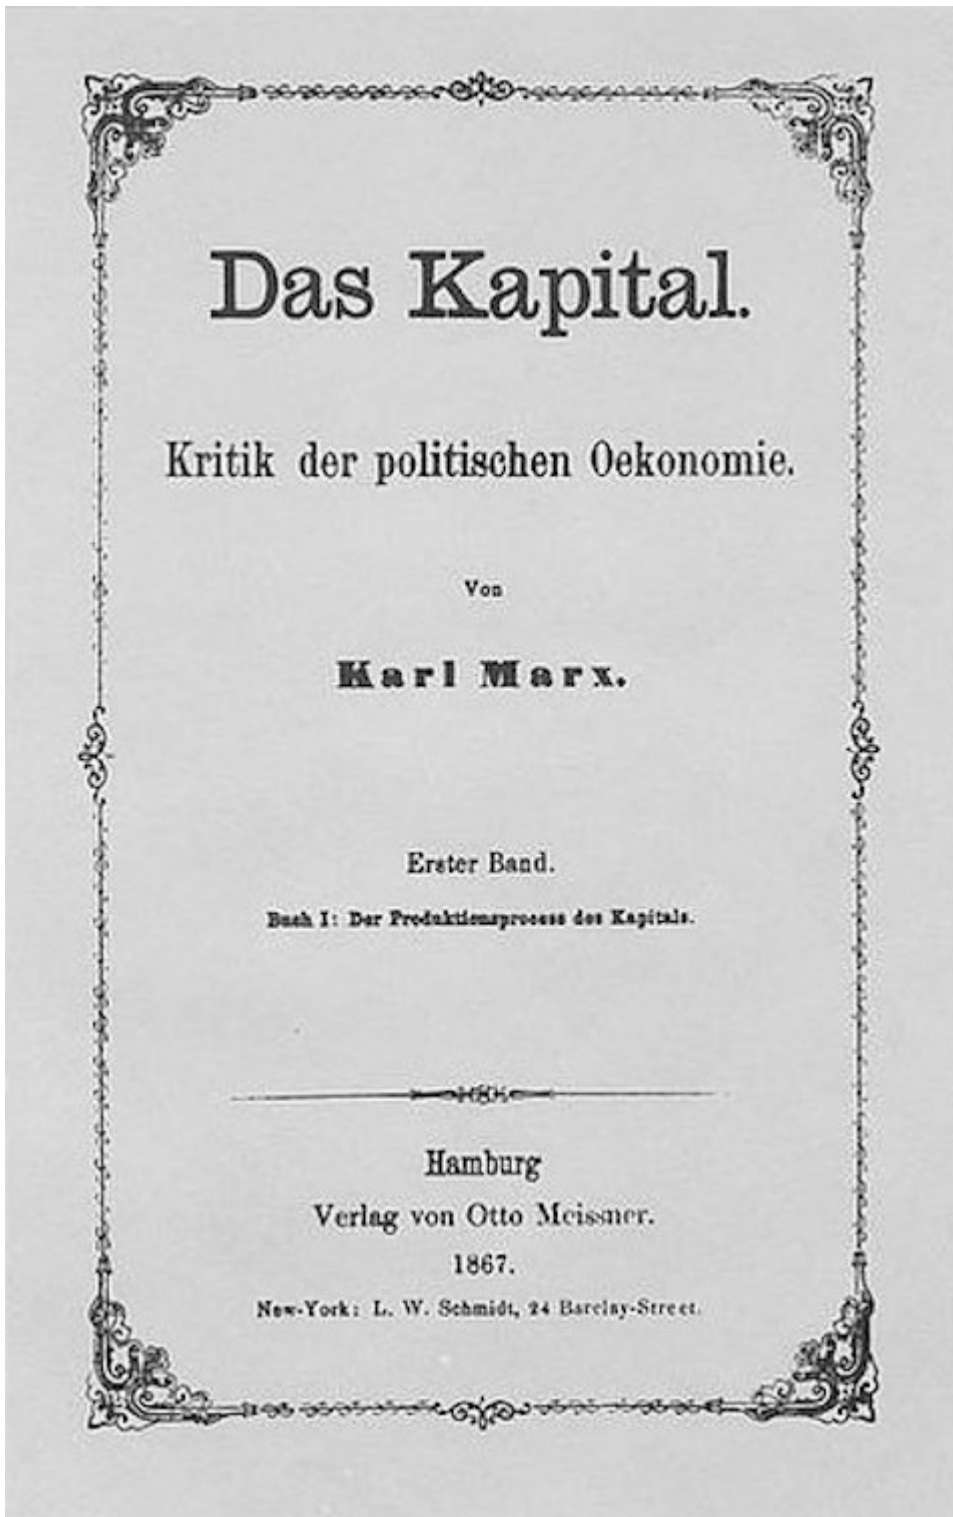 Das Kapital.
Kritik der politischen Oekonomie.
Von
Karl Marx.
Erster Band.
Buch I: Der Produktionsprocess des Kapitals.
Hamburg
Verlag von Otto Meissner.
1867.
New-York: L. W. Schmidt, 24 Barclay-Street.